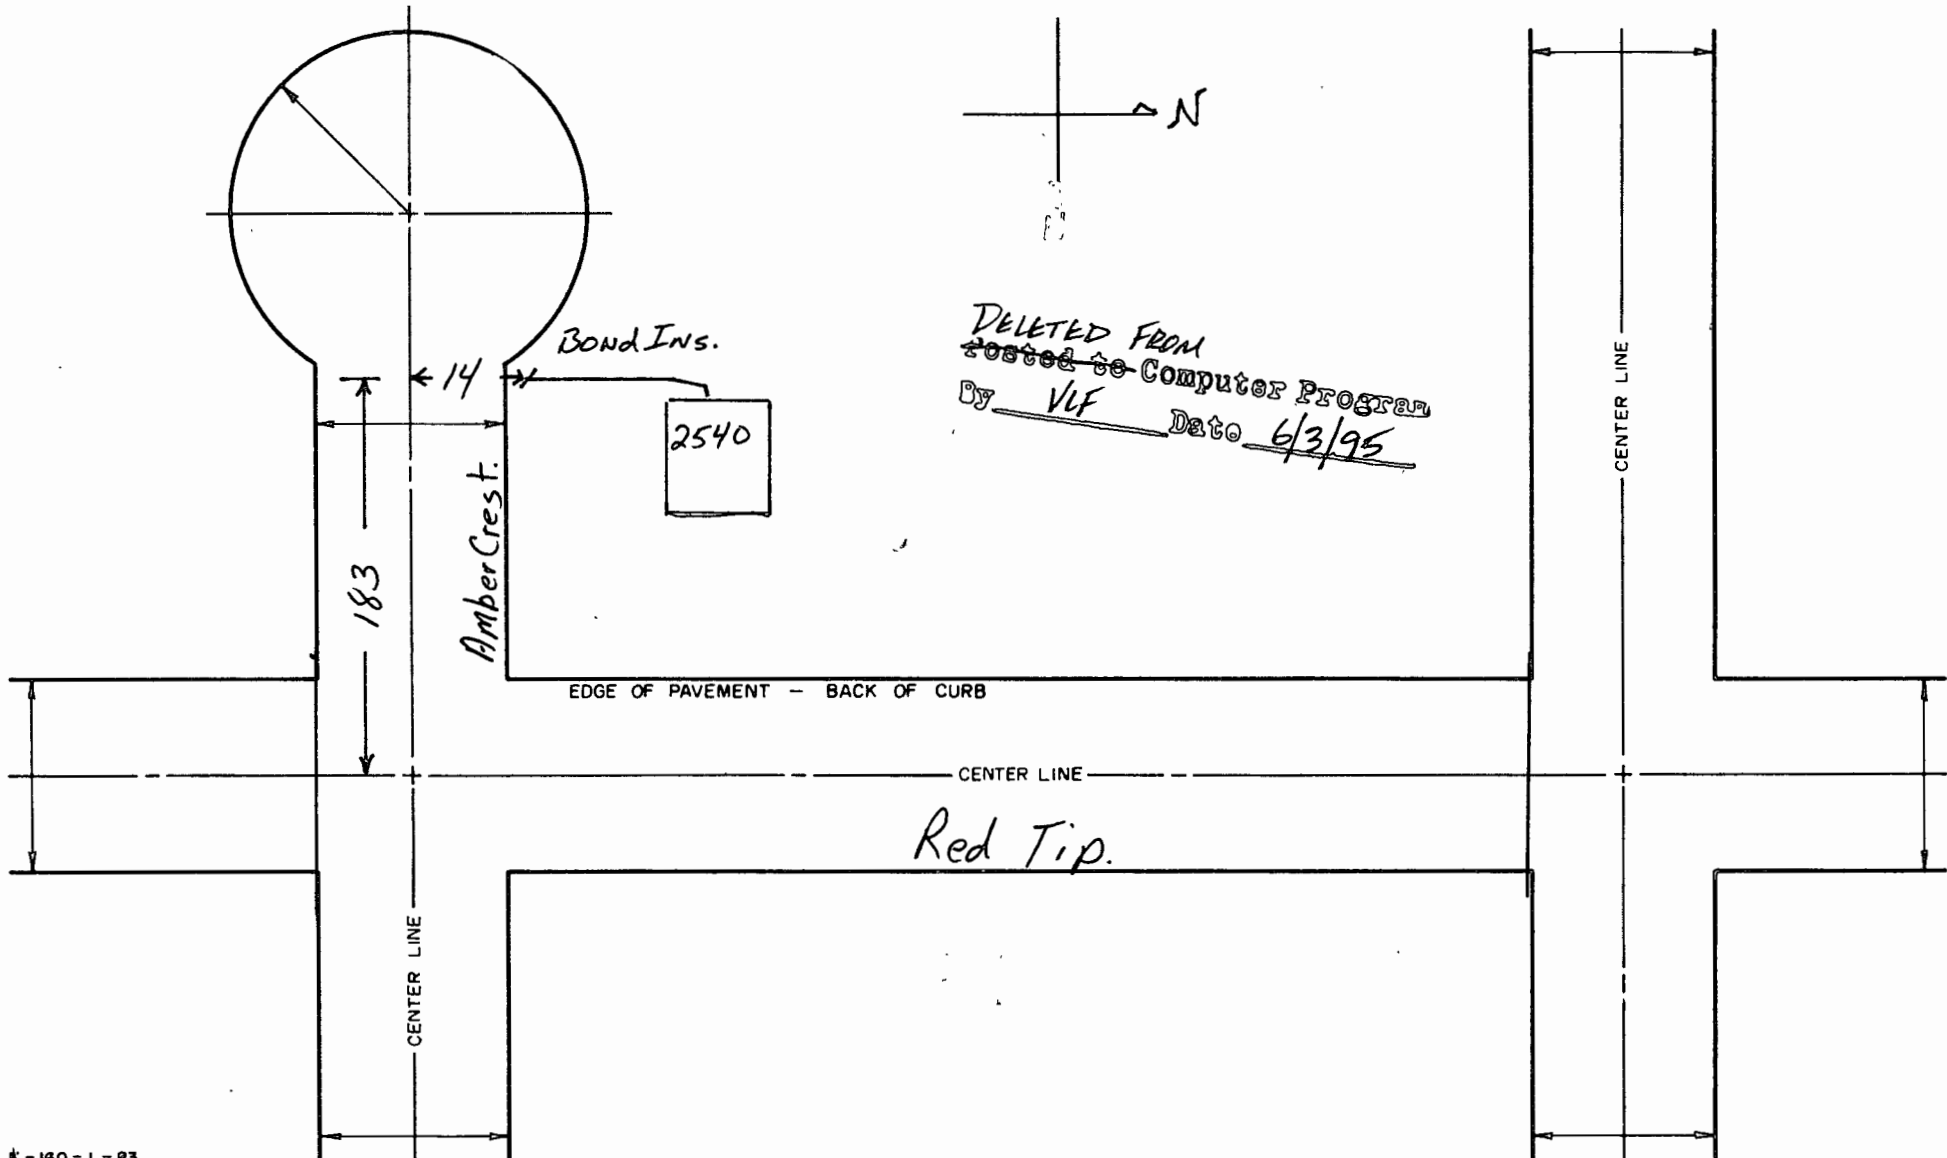 N
Bond Ins.
14
2540
183
Amber Crest.
DELETED FROM
Posted to Computer Program
By VLF Date 6/3/95
CENTER LINE
EDGE OF PAVEMENT — BACK OF CURB
CENTER LINE
Red Tip.
CENTER LINE